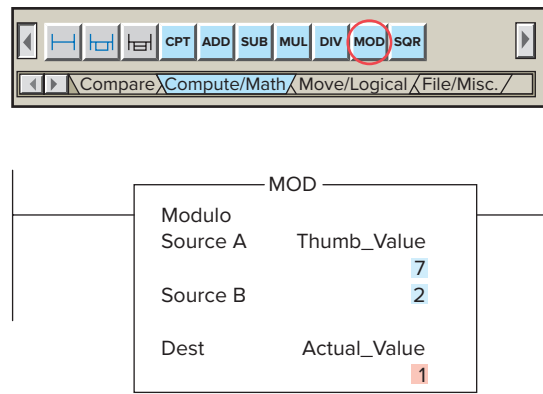 CPT ADD SUB MUL DIV MOD SQR
Compare Compute/Math Move/Logical File/Misc.
MOD
Modulo
Source A Thumb_Value
7
Source B 2
Dest Actual_Value
1